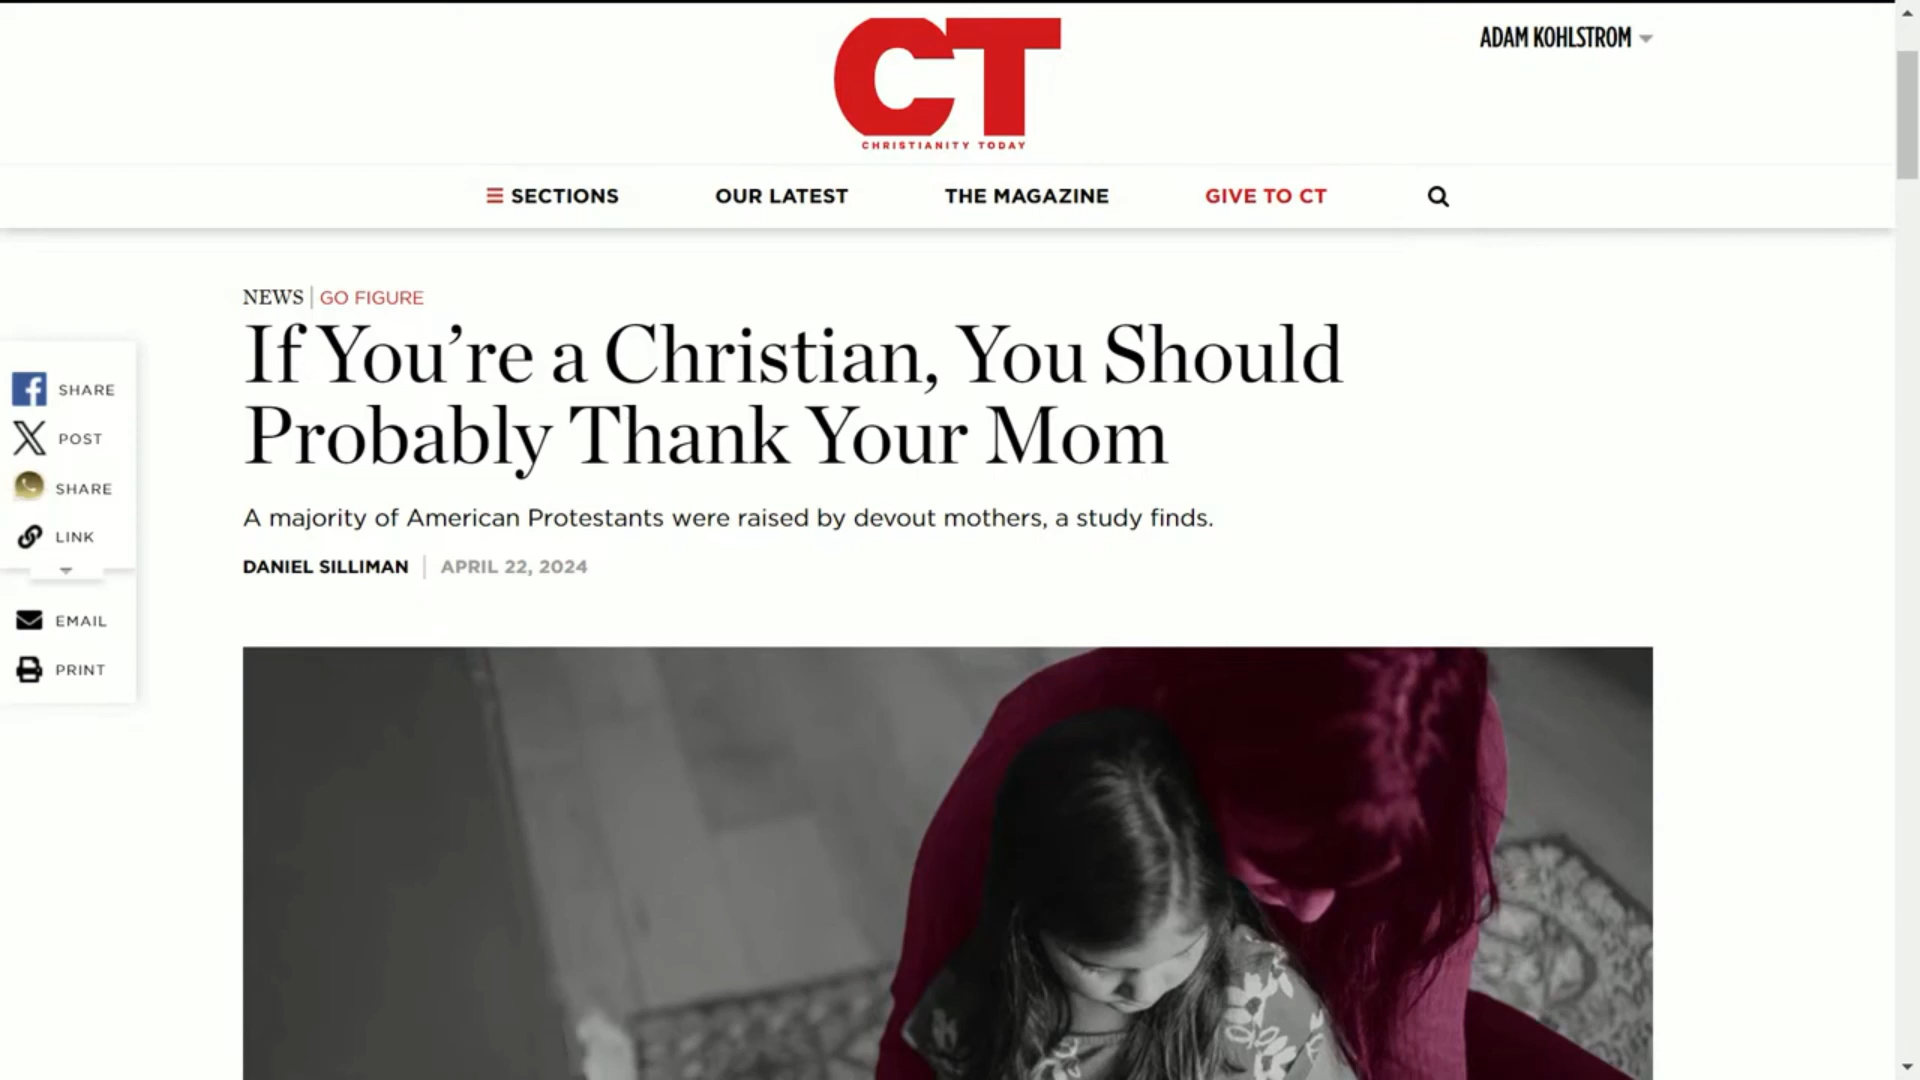 CT
CHRISTIANITY TODAY
ADAM KOHLSTROM
SECTIONS
OUR LATEST
THE MAGAZINE
GIVE TO CT
NEWS | GO FIGURE
If You’re a Christian, You Should
Probably Thank Your Mom
A majority of American Protestants were raised by devout mothers, a study finds.
DANIEL SILLIMAN | APRIL 22, 2024
SHARE
POST
SHARE
LINK
EMAIL
PRINT